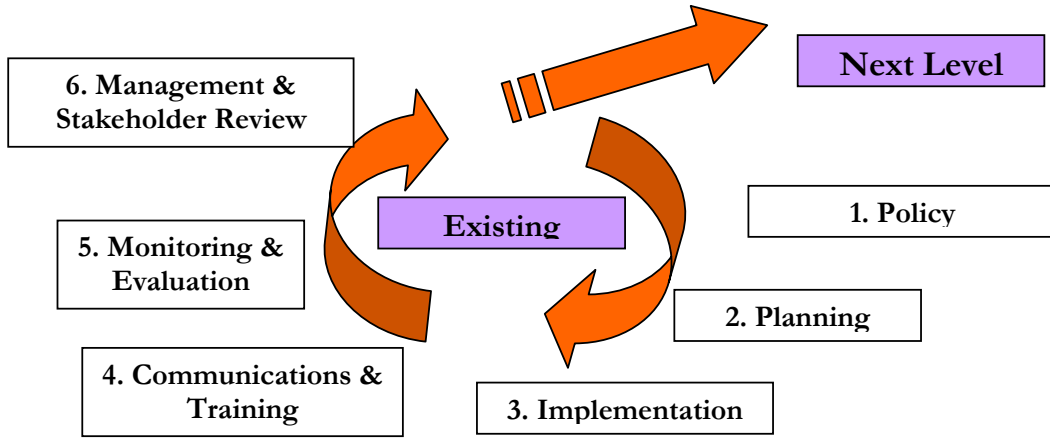 Next Level
6. Management &
Stakeholder Review
Existing
1. Policy
5. Monitoring &
Evaluation
2. Planning
4. Communications &
Training
3. Implementation